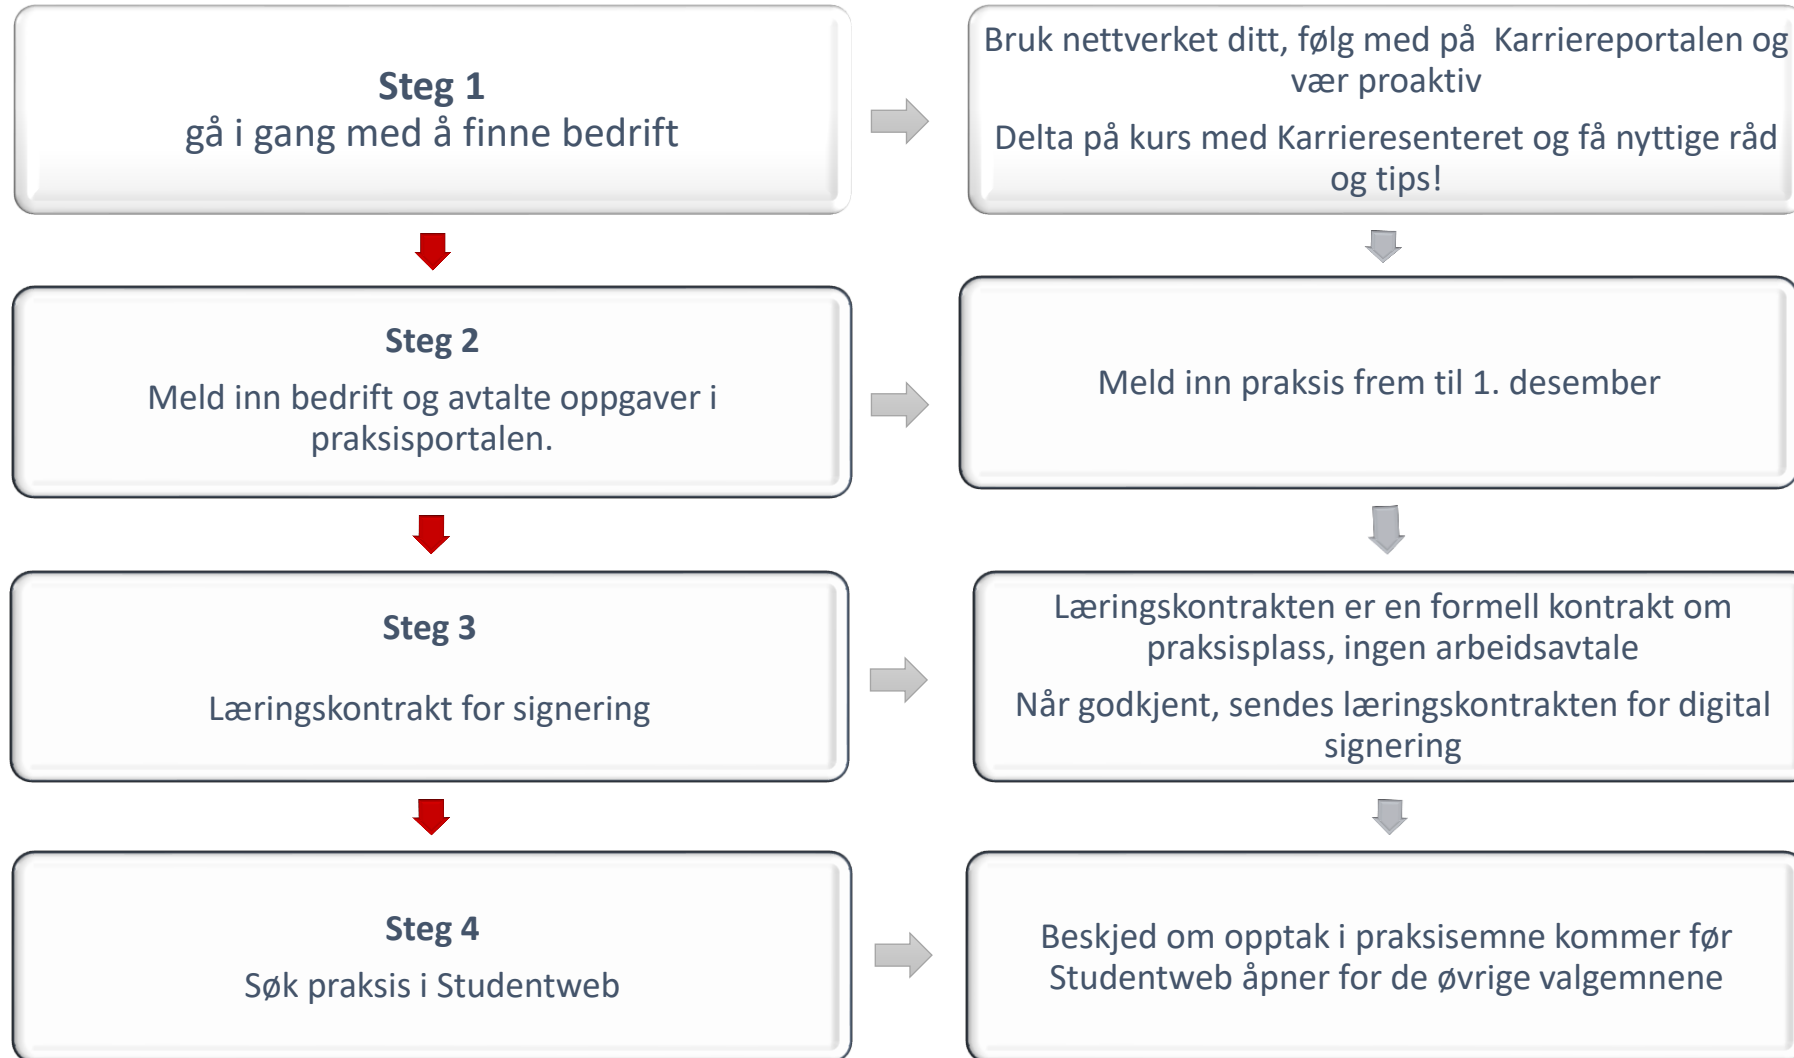 Steg 1
gå i gang med å finne bedrift
Bruk nettverket ditt, følg med på Karriereportalen og
vær proaktiv
Delta på kurs med Karrieresenteret og få nyttige råd
og tips!
Steg 2
Meld inn bedrift og avtalte oppgaver i
praksisportalen.
Meld inn praksis frem til 1. desember
Steg 3
Læringskontrakt for signering
Læringskontrakten er en formell kontrakt om
praksisplass, ingen arbeidsavtale
Når godkjent, sendes læringskontrakten for digital
signering
Steg 4
Søk praksis i Studentweb
Beskjed om opptak i praksisemne kommer før
Studentweb åpner for de øvrige valgemnene